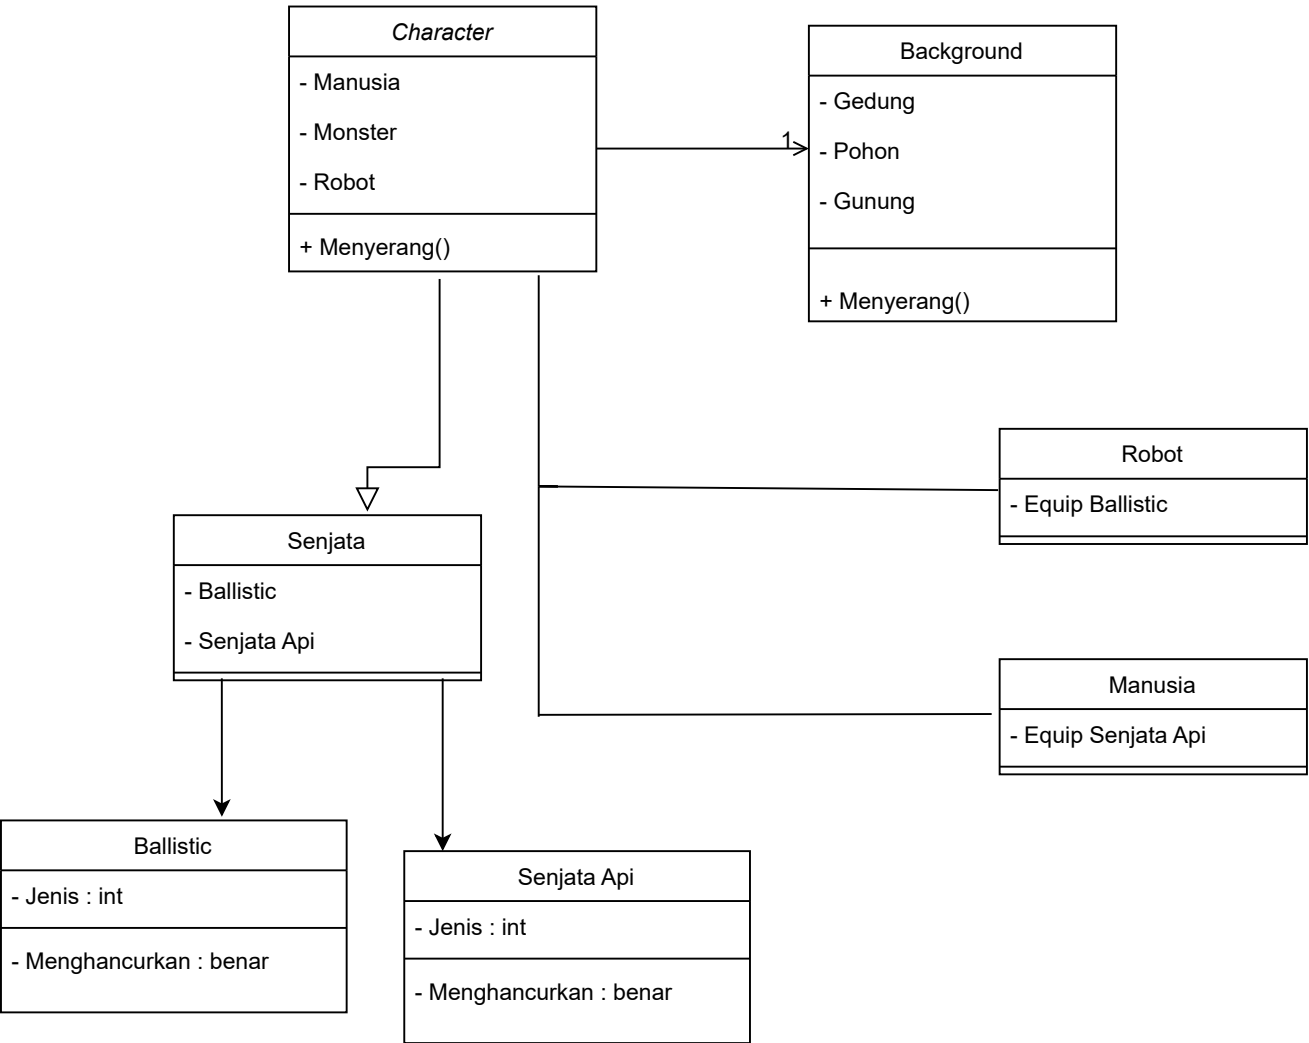 Character
- Manusia
- Monster
- Robot
+ Menyerang()
1
Background
- Gedung
- Pohon
- Gunung
+ Menyerang()
Robot
- Equip Ballistic
Senjata
- Ballistic
- Senjata Api
Manusia
- Equip Senjata Api
Ballistic
- Jenis : int
- Menghancurkan : benar
Senjata Api
- Jenis : int
- Menghancurkan : benar